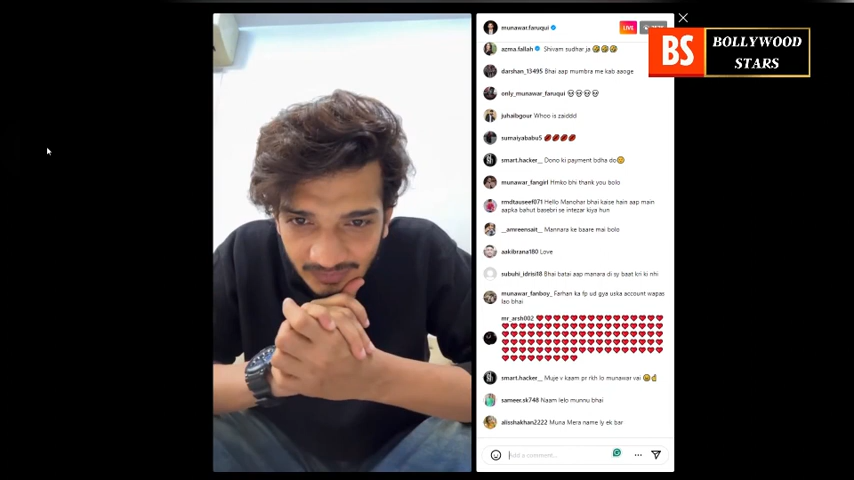 munawar.faruqui
LIVE
azma.fallah Shivam sudhar ja 🤣🤣🤣
darshan_13495 Bhai aap mumbra me kab aaoge
only_munawar_faruqui 💀💀💀💀
juhaibgour Whoo is zaiddd
sumaiyababu5
smart.hacker__ Dono ki payment bdha do
munawar_fangirl Hmko bhi thank you bolo
rmdtauseef071 Hello Manohar bhai kaise hain aap main
aapka bahut basebri se intezar kiya hun
__amreensait__ Mannara ke baare mai bolo
aakibrana180 Love
subuhi_idrisi18 Bhai batai aap manara di sy baat kri ki nhi
munawar_fanboy_ Farhan ka fp ud gya uska account wapas
lao bhai
mr_arsh002
smart.hacker__ Muje v kaam pr rkh lo munawar vai
sameer.sk748 Naam lelo munnu bhai
alisshakhan2222 Muna Mera name ly ek bar
Add a comment...
BS
BOLLYWOOD
STARS